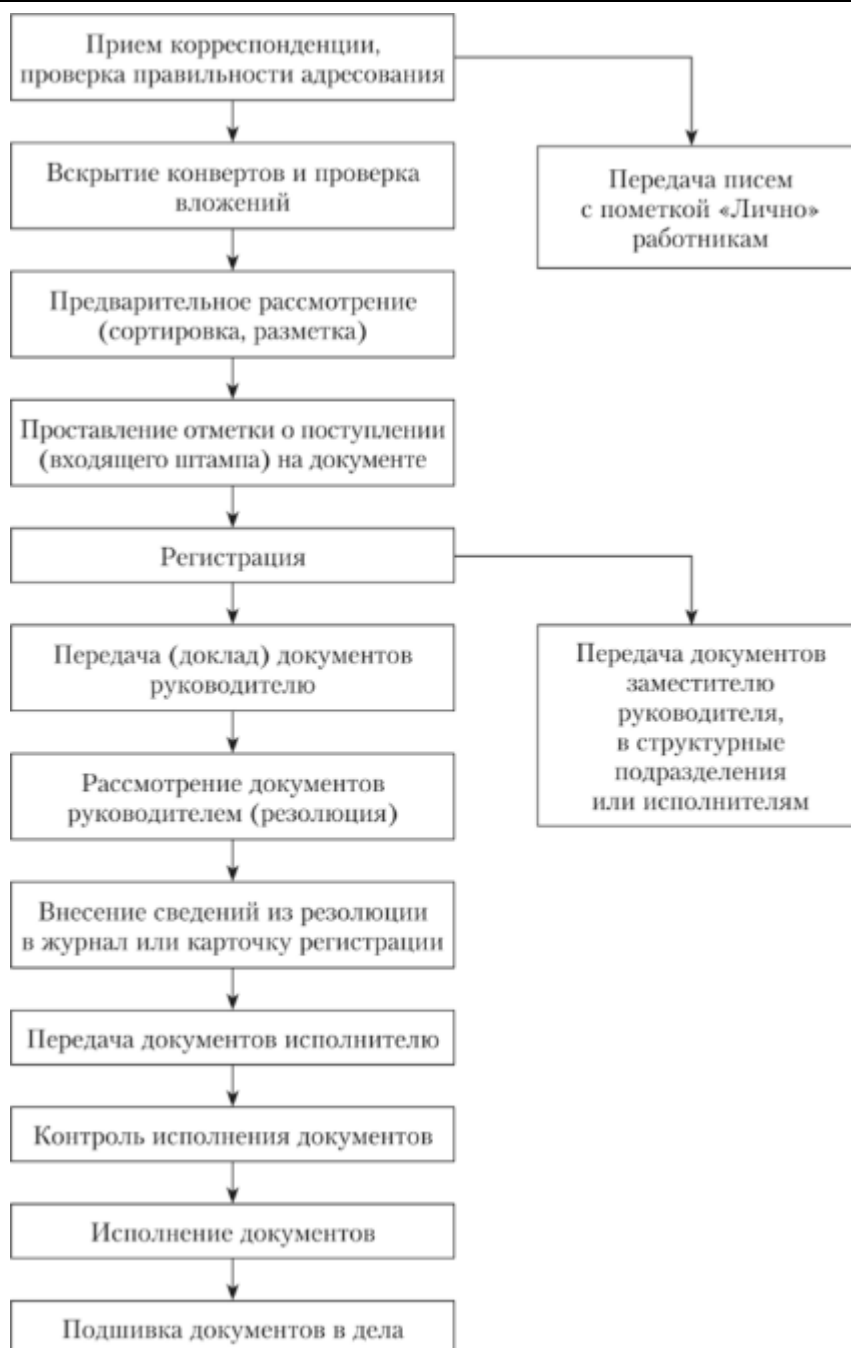 Прием корреспонденции,
проверка правильности адресования
Вскрытие конвертов и проверка
вложений
Передача писем
с пометкой «Лично»
работникам
Предварительное рассмотрение
(сортировка, разметка)
Проставление отметки о поступлении
(входящего штампа) на документе
Регистрация
Передача (доклад) документов
руководителю
Передача документов
заместителю
руководителя,
в структурные
подразделения
или исполнителям
Рассмотрение документов
руководителем (резолюция)
Внесение сведений из резолюции
в журнал или карточку регистрации
Передача документов исполнителю
Контроль исполнения документов
Исполнение документов
Подшивка документов в дела